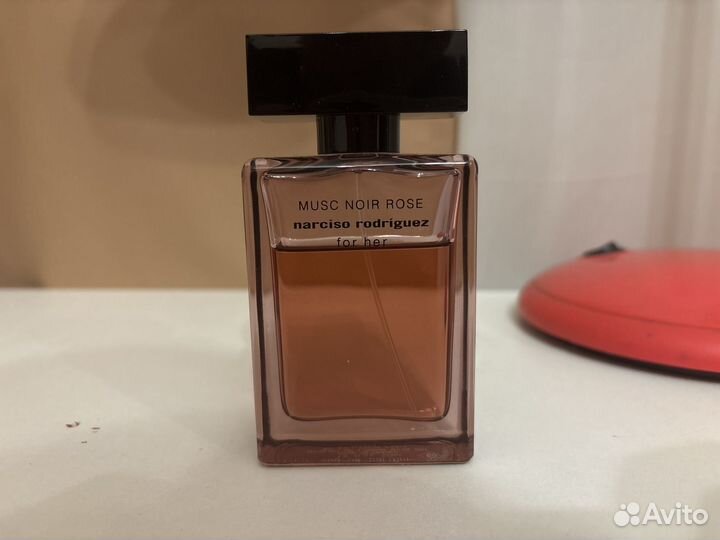 MUSC NOIR ROSE
narciso rodriguez
for her
Avito